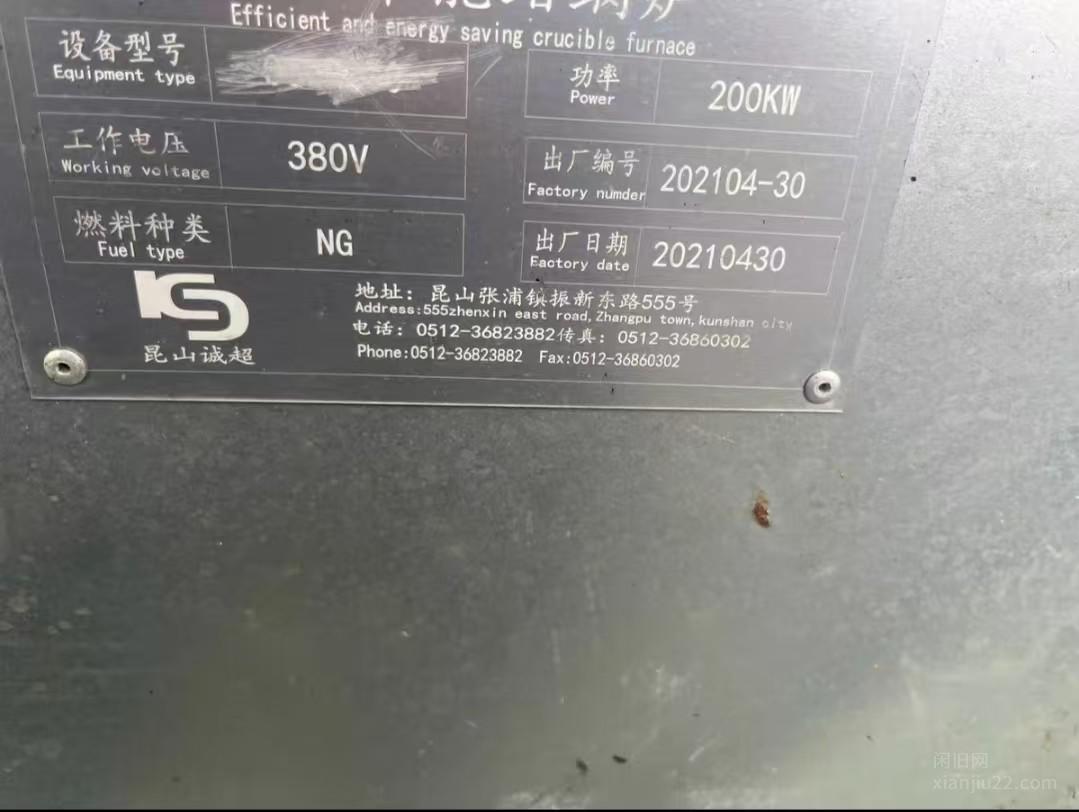 Efficient and energy saving crucible furnace
设备型号
Equipment type
功率
Power
200KW
工作电压
Working voltage
380V
出厂编号
Factory numder
202104-30
燃料种类
Fuel type
NG
出厂日期
Eactory date
20210430
昆山诚超
地址：昆山张浦镇振新东路555号
Address:555zhenxin east road,Zhangpu town,kunshan city
电话：0512-36823882传真：0512-36860302
Phone:0512-36823882 Fax:0512-36860302
闲旧网
xianjiu22.com